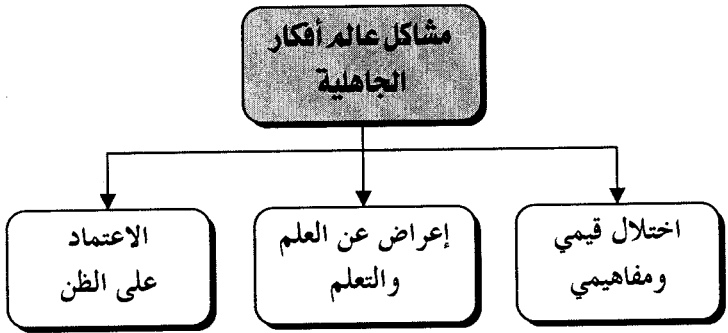 مشاكل عالم أفكار
الجاهلية
اختلال قيمي
ومفاهيمي
إعراض عن العلم
والتعلم
الاعتماد
على الظن